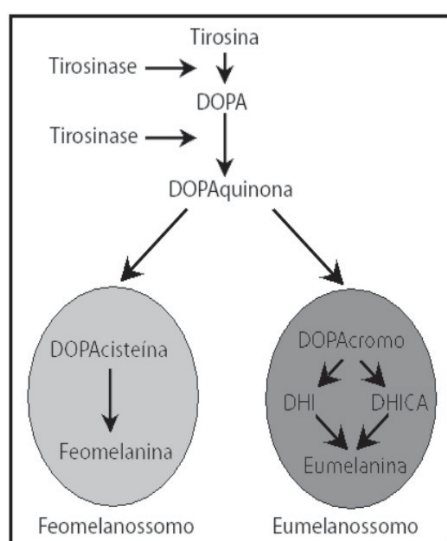 Tirosina
Tirosinase
DOPA
Tirosinase
DOPAquinona
DOPAcisteína
Feomelanina
DOPAcromo
DHI
DHICA
Eumelanina
Feomelanossomo
Eumelanossomo